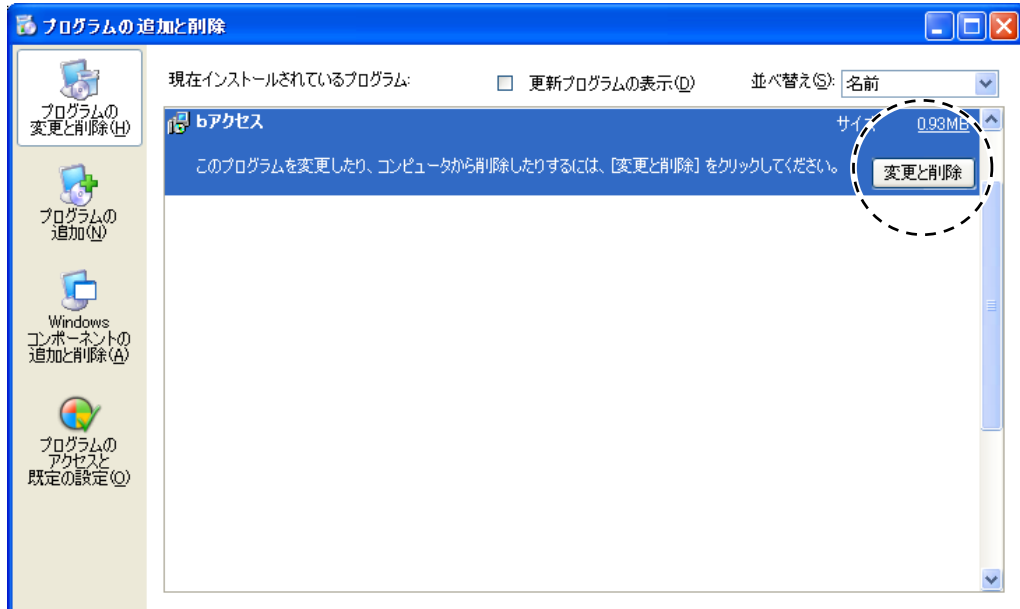 プログラムの追加と削除
プログラムの
変更と削除(H)
プログラムの
追加(N)
Windows
コンポーネントの
追加と削除(A)
プログラムの
アクセスと
既定の設定(O)
現在インストールされているプログラム: 更新プログラムの表示(D) 並べ替え(S): 名前
bアクセス サイズ 0.93MB
このプログラムを変更したり、コンピュータから削除したりするには、[変更と削除] をクリックしてください。 変更と削除